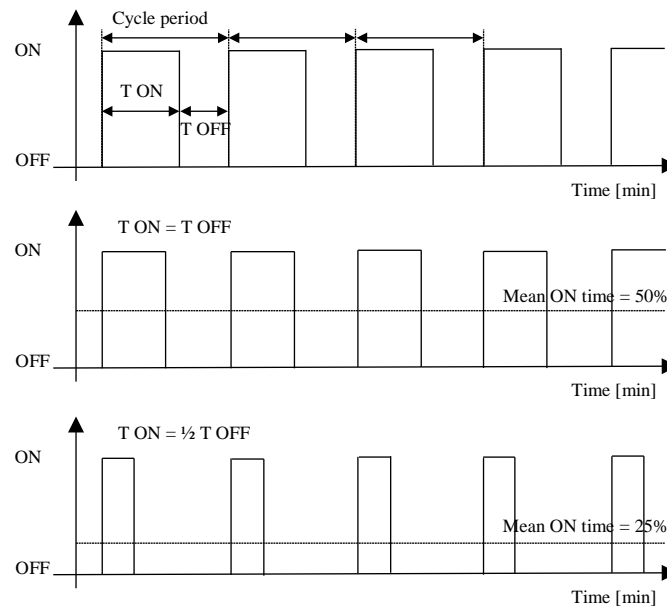 Cycle period
ON
T ON
T OFF
OFF
Time [min]
T ON = T OFF
ON
Mean ON time = 50%
OFF
Time [min]
T ON = ½ T OFF
ON
Mean ON time = 25%
OFF
Time [min]